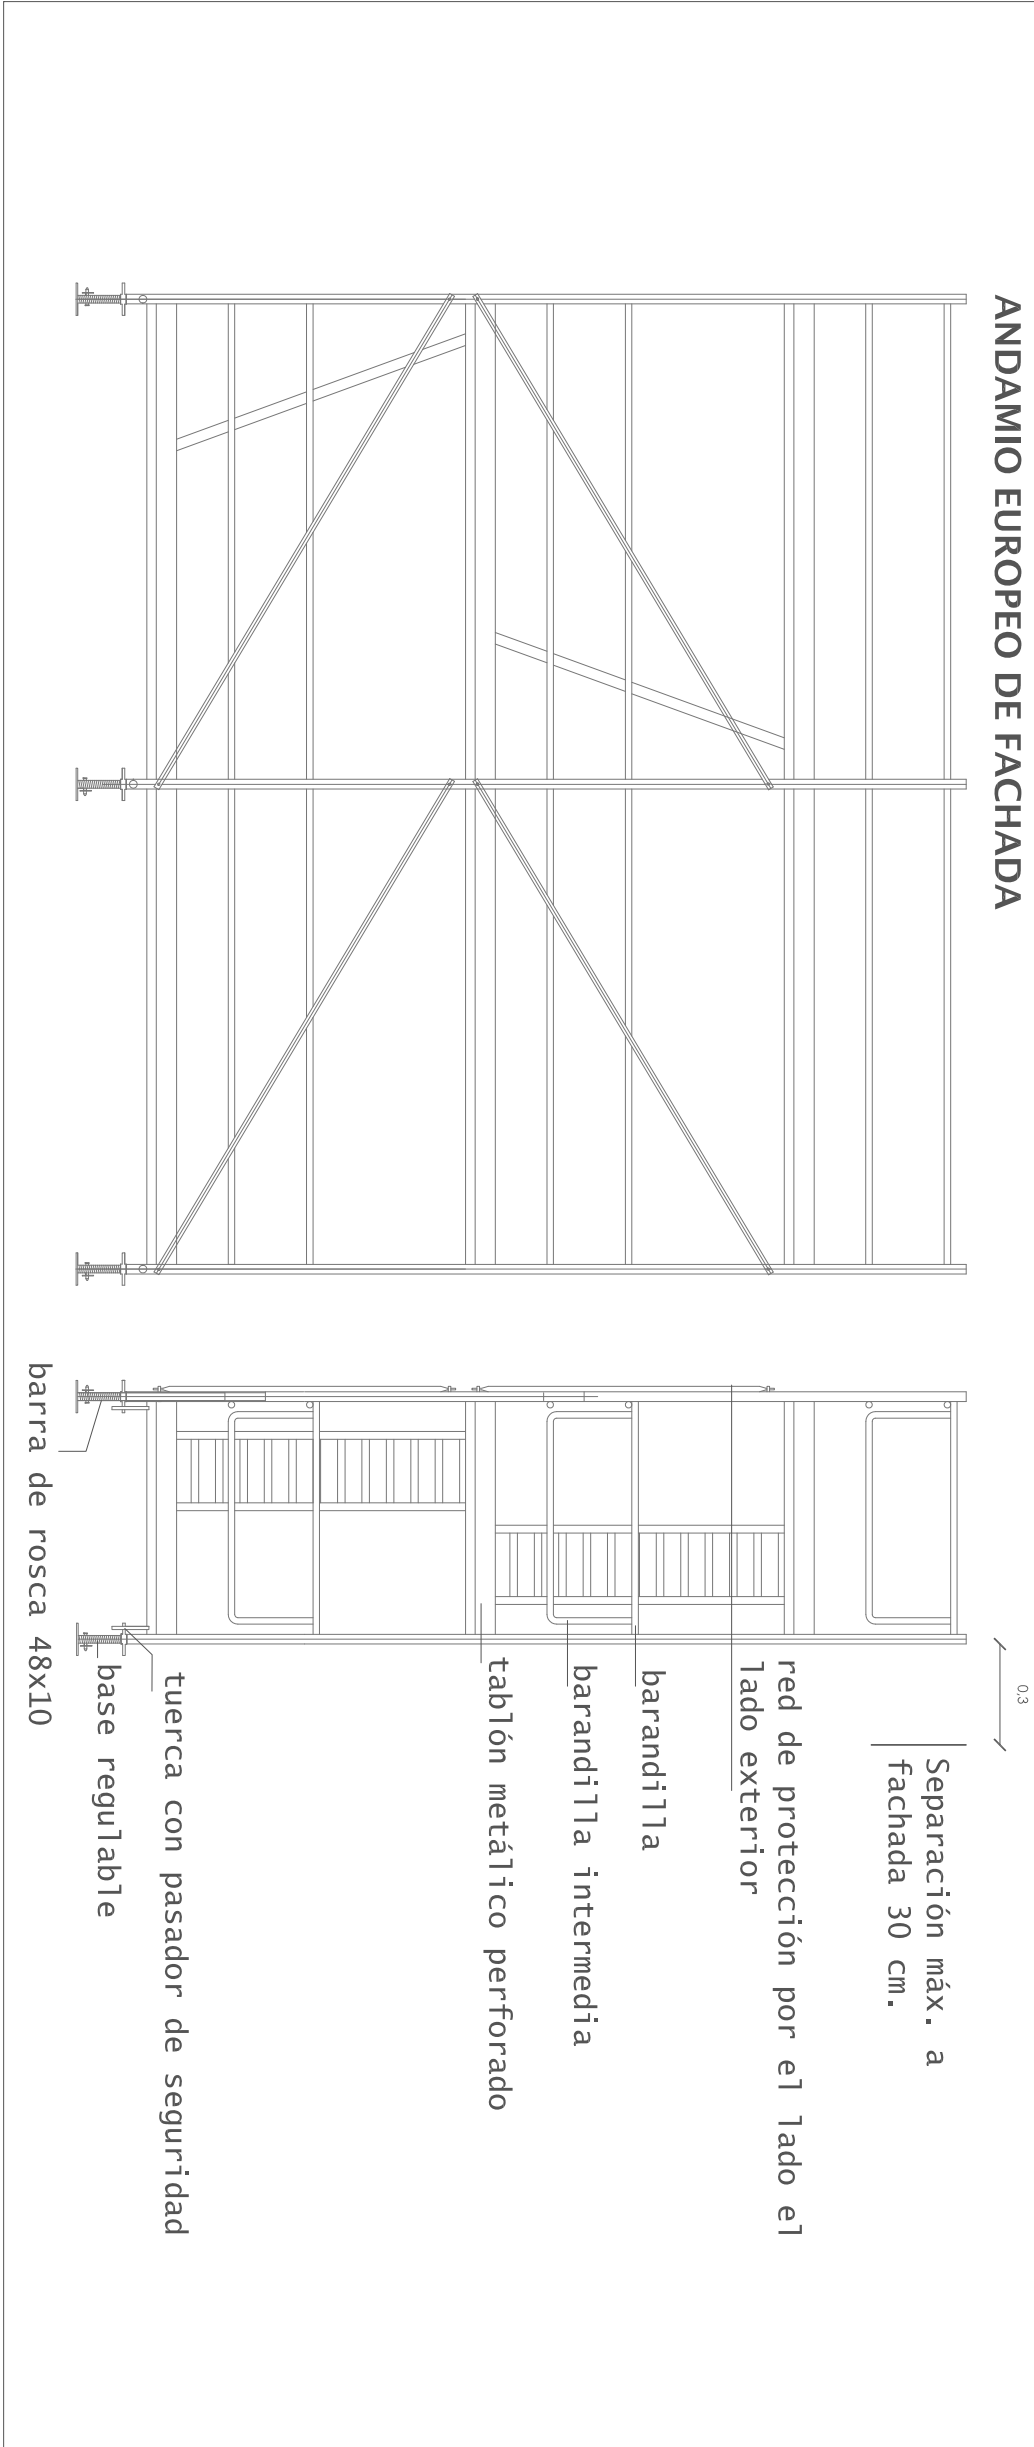 ANDAMIO EUROPEO DE FACHADA
0,3
Separación máx. a
fachada 30 cm.
red de protección por el lado el
lado exterior
barandilla
barandilla intermedia
tablón metálico perforado
tuerca con pasador de seguridad
base regulable
barra de rosca 48x10